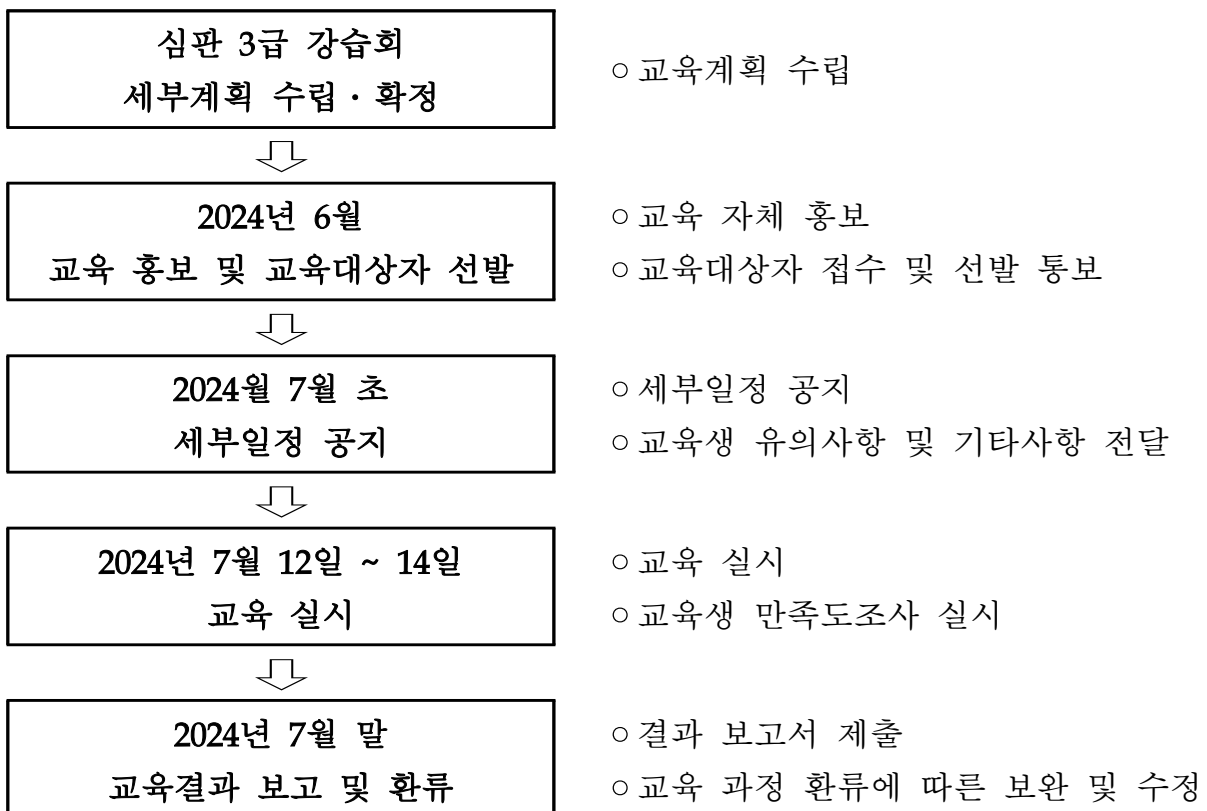 심판 3급 강습회
세부계획 수립 · 확정
○ 교육계획 수립
2024년 6월
교육 홍보 및 교육대상자 선발
○ 교육 자체 홍보
○ 교육대상자 접수 및 선발 통보
2024월 7월 초
세부일정 공지
○ 세부일정 공지
○ 교육생 유의사항 및 기타사항 전달
2024년 7월 12일 ~ 14일
교육 실시
○ 교육 실시
○ 교육생 만족도조사 실시
2024년 7월 말
교육결과 보고 및 환류
○ 결과 보고서 제출
○ 교육 과정 환류에 따른 보완 및 수정